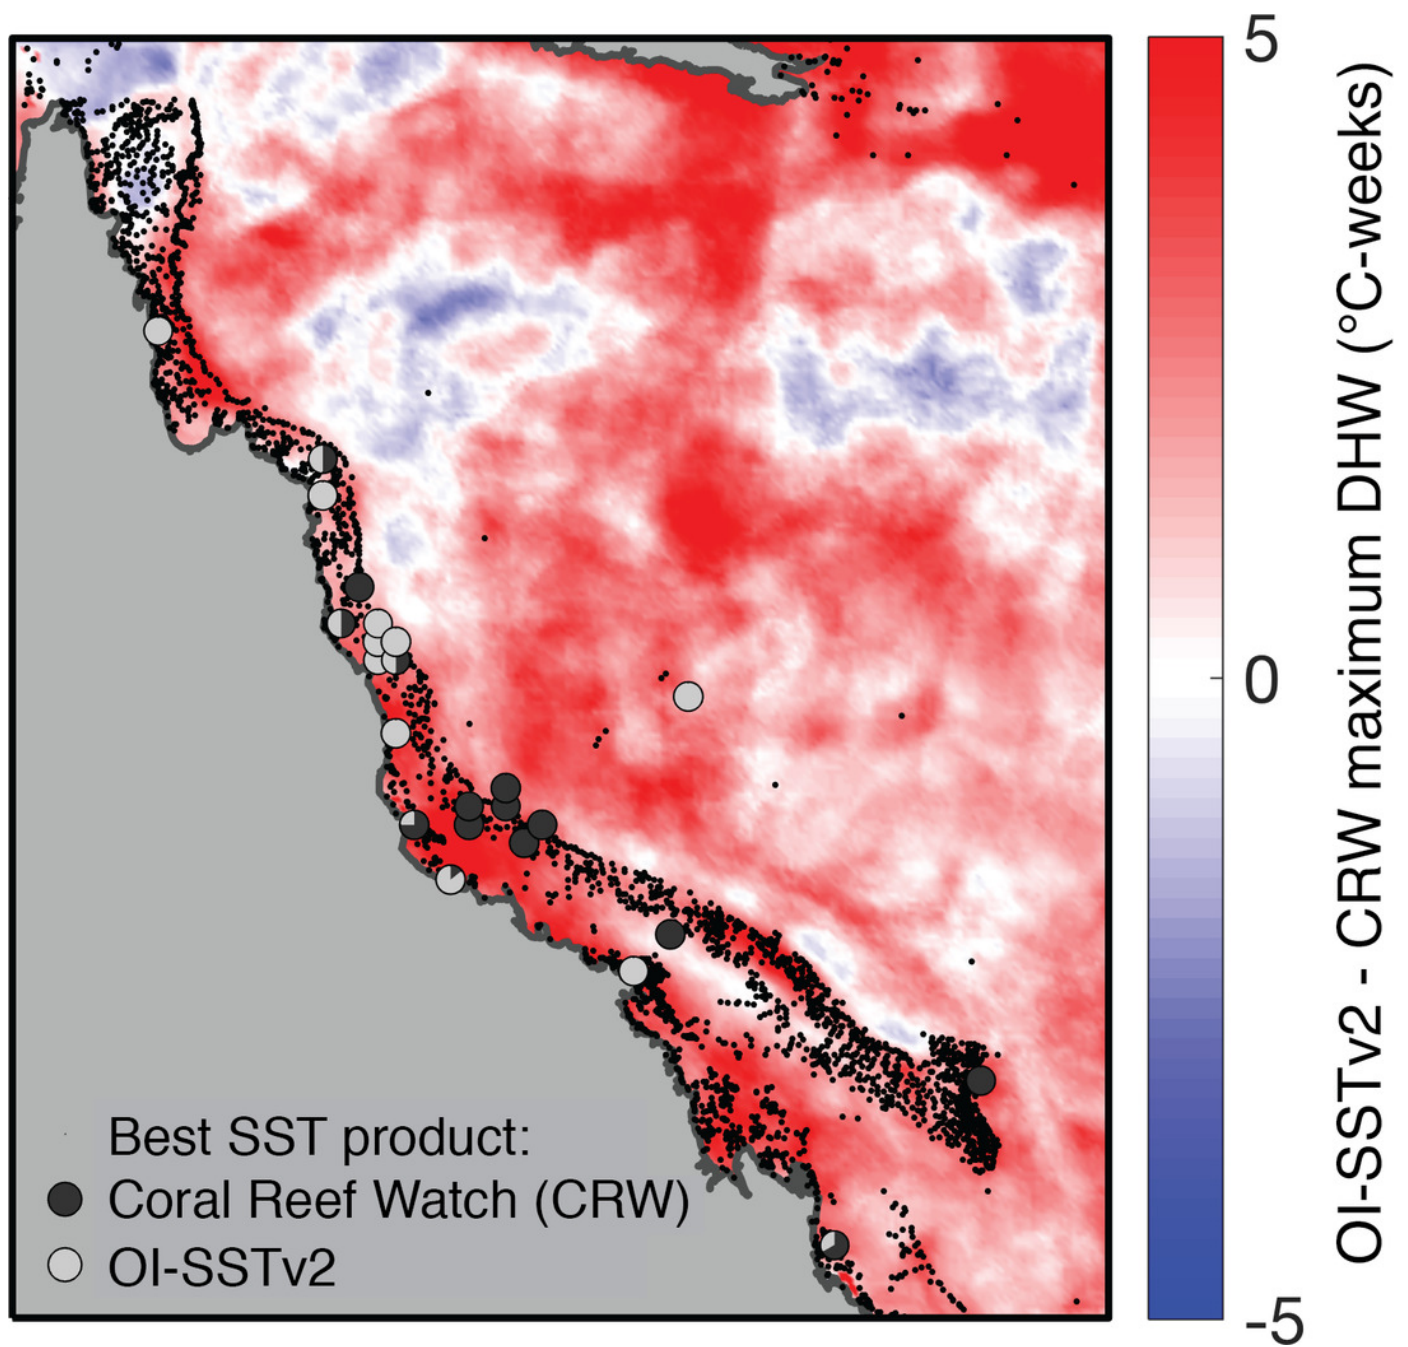 5
0
-5
OI-SSTv2 - CRW maximum DHW (°C-weeks)
Best SST product:
Coral Reef Watch (CRW)
OI-SSTv2